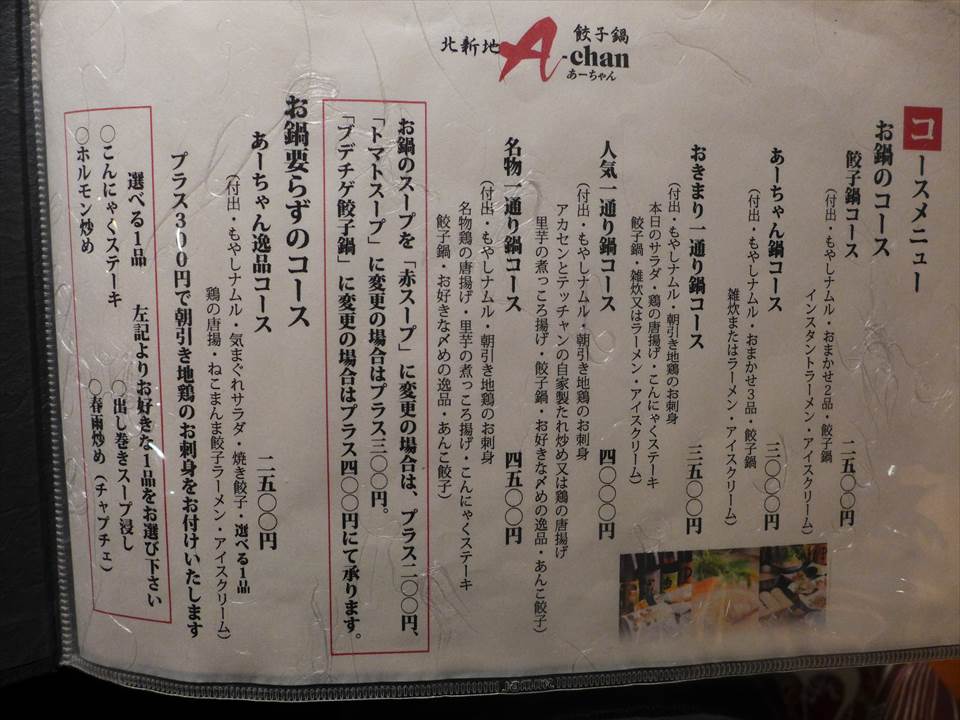 北新地 A-chan 餃子鍋
あーちゃん
コースメニュー
お鍋のコース
餃子鍋コース 二五〇〇円
(付出・もやしナムル・おまかせ２品・餃子鍋
インスタントラーメン・アイスクリーム)
あーちゃん鍋コース 三〇〇〇円
(付出・もやしナムル・おまかせ３品・餃子鍋
雑炊またはラーメン・アイスクリーム)
おきまり一通り鍋コース 三五〇〇円
(付出・もやしナムル・朝引き地鶏のお刺身
本日のサラダ・鶏の唐揚げ・こんにゃくステーキ
餃子鍋・雑炊又はラーメン・アイスクリーム)
人気一通り鍋コース 四〇〇〇円
(付出・もやしナムル・朝引き地鶏のお刺身
アカセンとテッチャンの自家製たれ炒め又は鶏の唐揚げ
里芋の煮っころ揚げ・餃子鍋・お好きな〆めの逸品・あんこ餃子)
名物一通り鍋コース 四五〇〇円
(付出・もやしナムル・朝引き地鶏のお刺身
名物鶏の唐揚げ・里芋の煮っころ揚げ・こんにゃくステーキ
餃子鍋・お好きな〆めの逸品・あんこ餃子)
お鍋のスープを「赤スープ」に変更の場合は、プラス二〇〇円、
「トマトスープ」に変更の場合はプラス三〇〇円。
「ブデチゲ餃子鍋」に変更の場合はプラス四〇〇円にて承ります。
お鍋要らずのコース
あーちゃん逸品コース 二五〇〇円
(付出・もやしナムル・気まぐれサラダ・焼き餃子・選べる1品
鶏の唐揚・ねこまんま餃子ラーメン・アイスクリーム)
プラス３００円で朝引き地鶏のお刺身をお付けいたします
選べる1品 左記よりお好きな1品をお選び下さい
〇こんにゃくステーキ 〇出し巻きスープ浸し
〇ホルモン炒め 〇春雨炒め（チャプチェ）